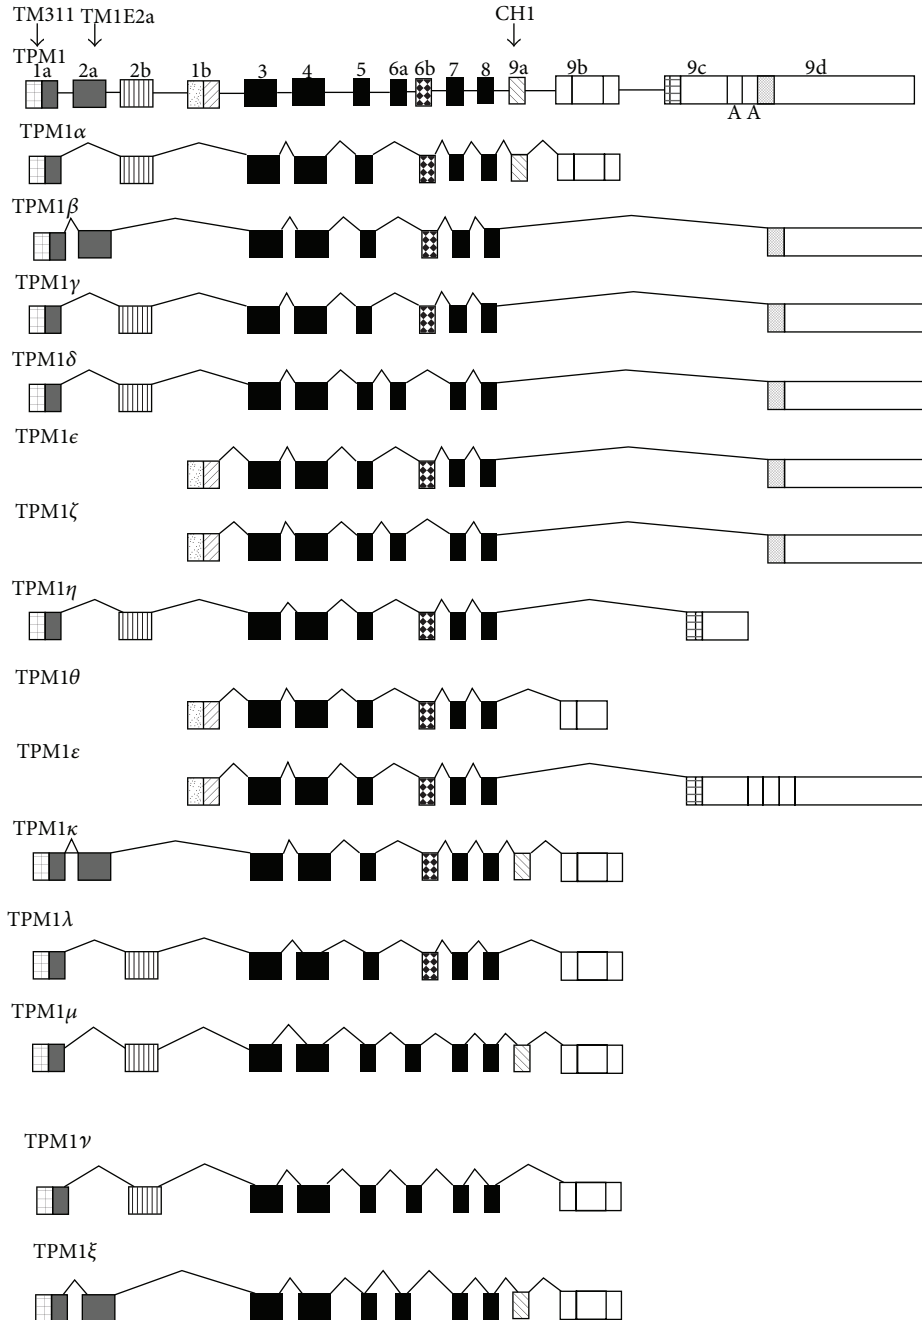 TM311 TM1E2a CH1
TPM1
1a 2a 2b 1b 3 4 5 6a 6b 7 8 9a 9b 9c 9d
A A
TPM1α
TPM1β
TPM1γ
TPM1δ
TPM1ϵ
TPM1ζ
TPM1η
TPM1θ
TPM1ε
TPM1κ
TPM1λ
TPM1μ
TPM1ν
TPM1ξ